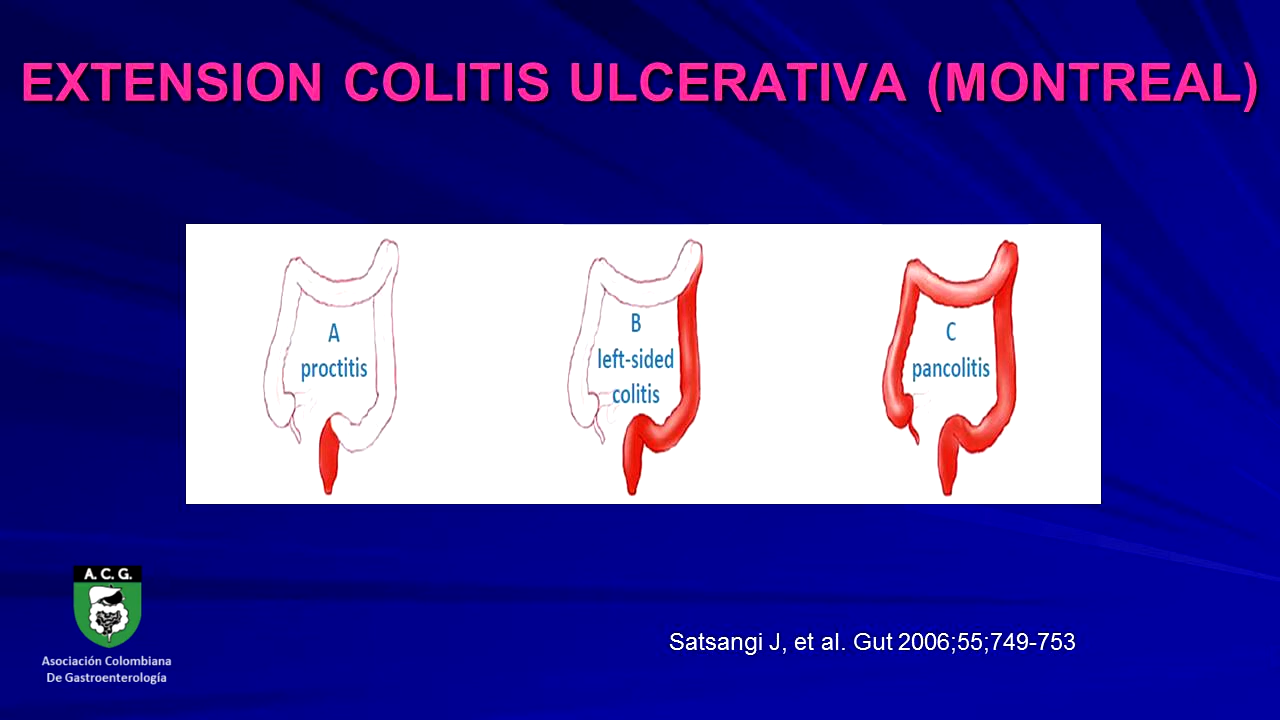 EXTENSION COLITIS ULCERATIVA (MONTREAL)
A
proctitis
B
left-sided
colitis
C
pancolitis
A. C. G.
Asociación Colombiana
De Gastroenterología
Satsangi J, et al. Gut 2006;55;749-753